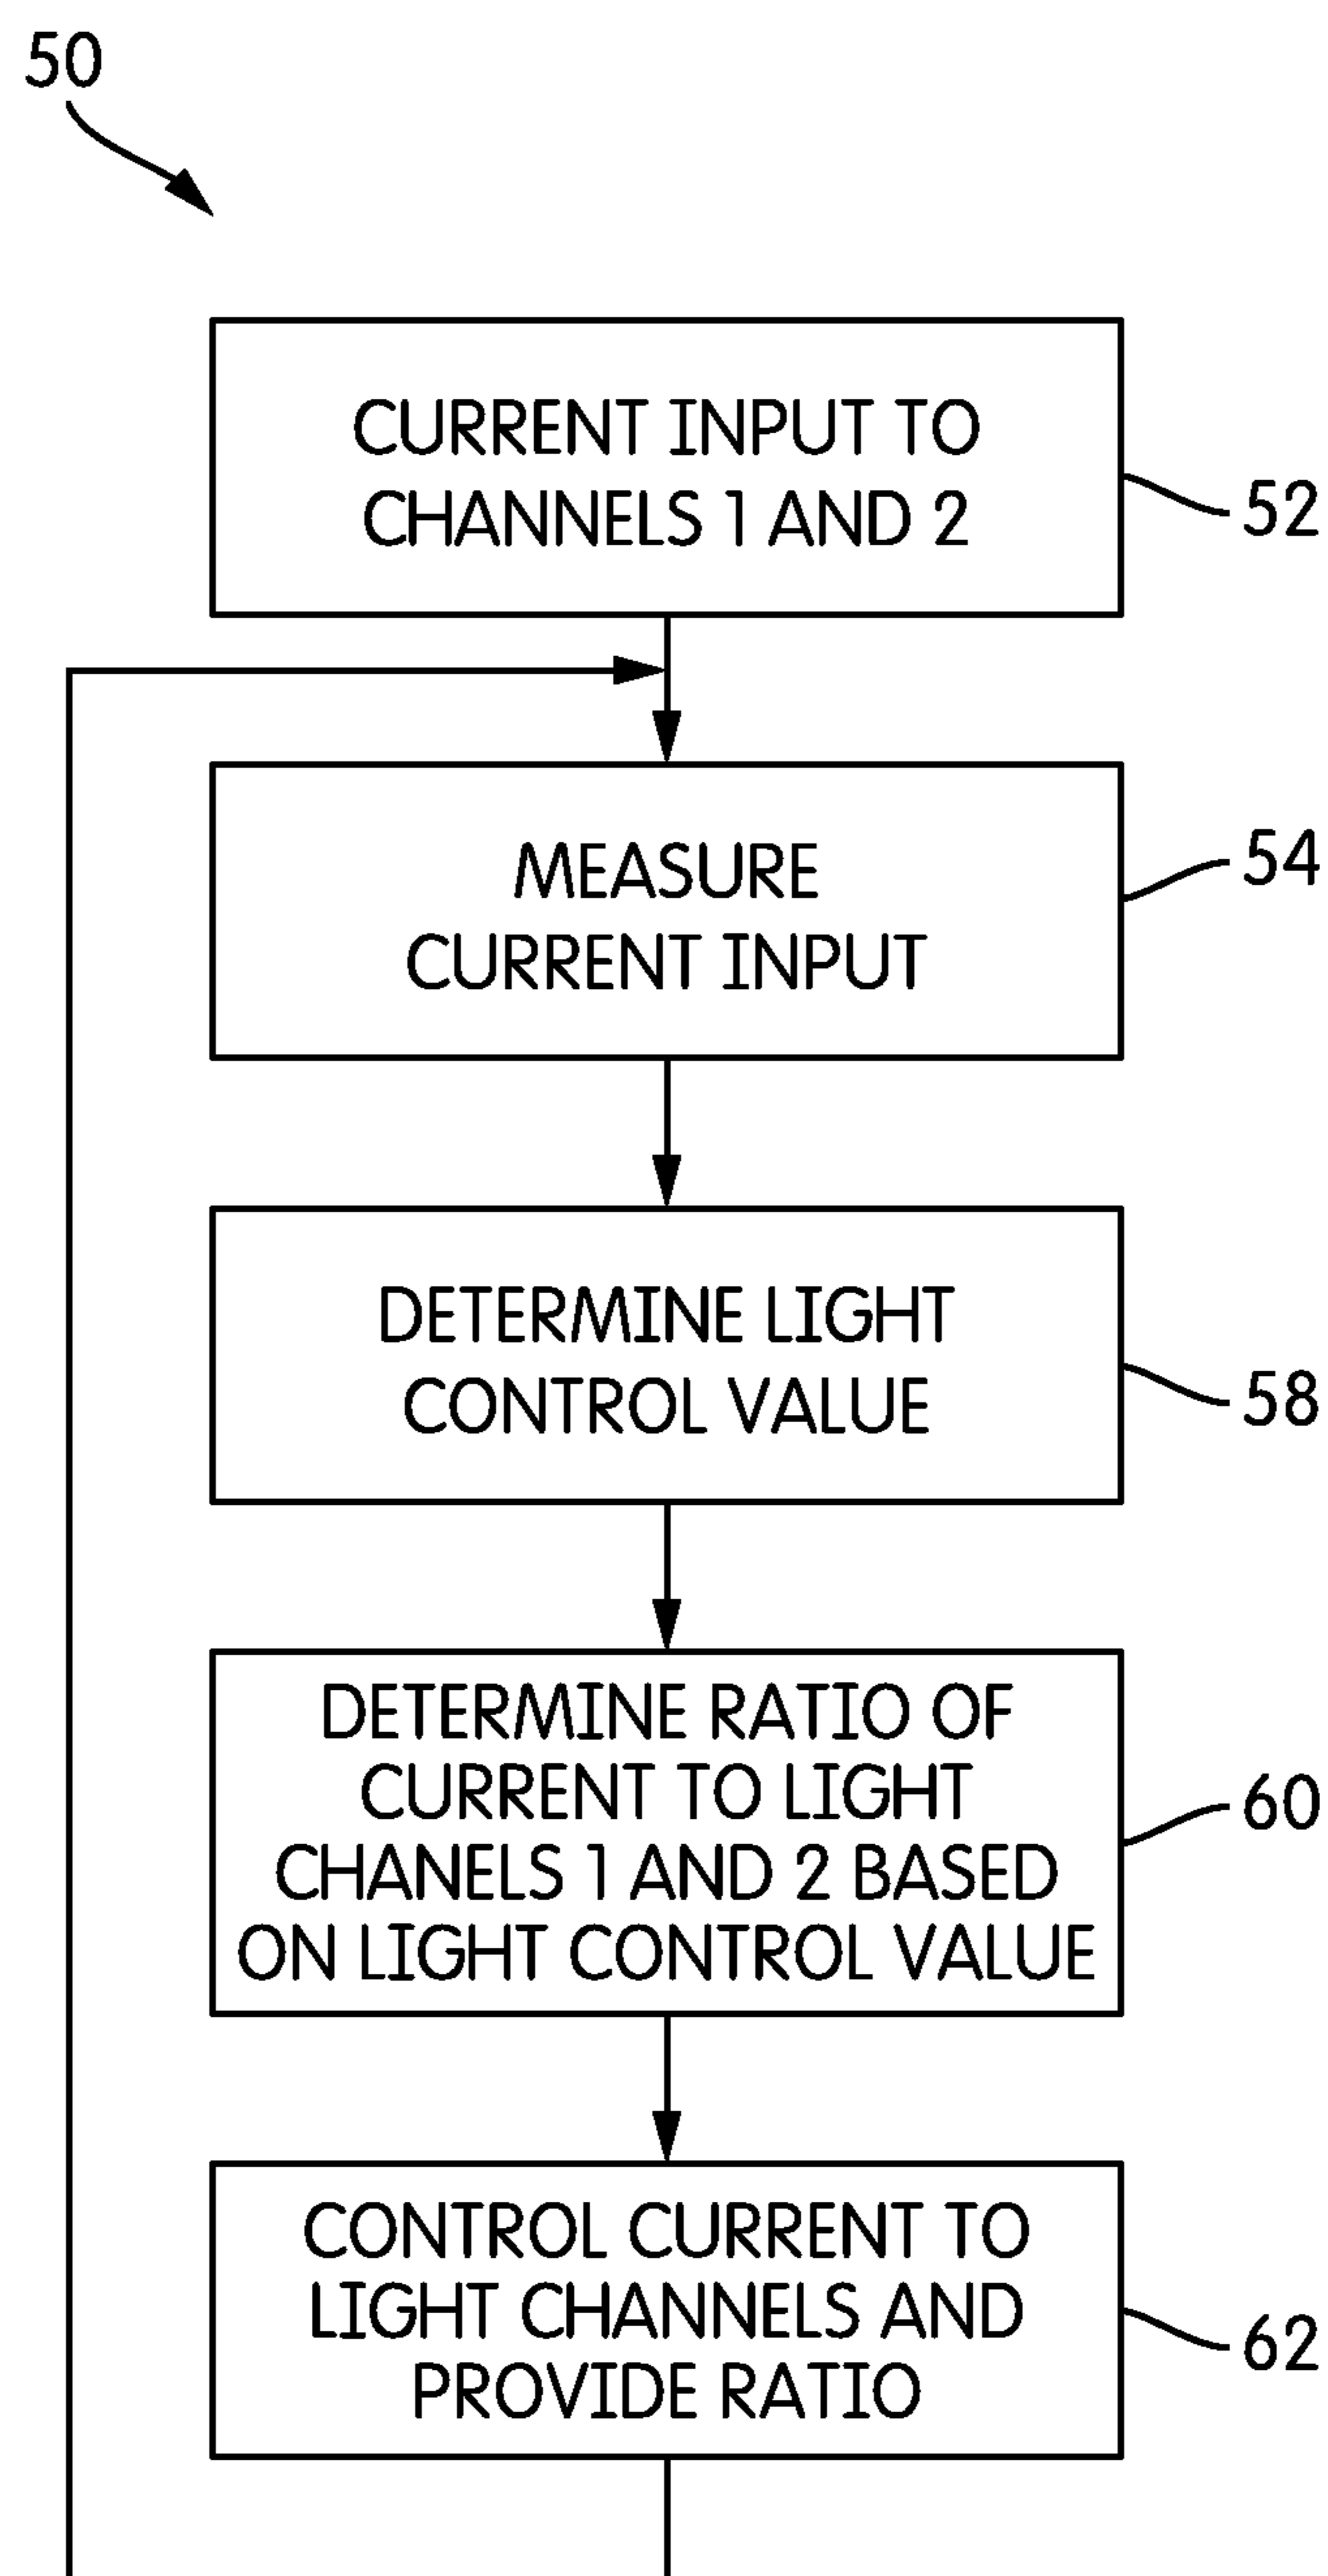 50
CURRENT INPUT TO
CHANNELS 1 AND 2
52
MEASURE
CURRENT INPUT
54
DETERMINE LIGHT
CONTROL VALUE
58
DETERMINE RATIO OF
CURRENT TO LIGHT
CHANELS 1 AND 2 BASED
ON LIGHT CONTROL VALUE
60
CONTROL CURRENT TO
LIGHT CHANNELS AND
PROVIDE RATIO
62